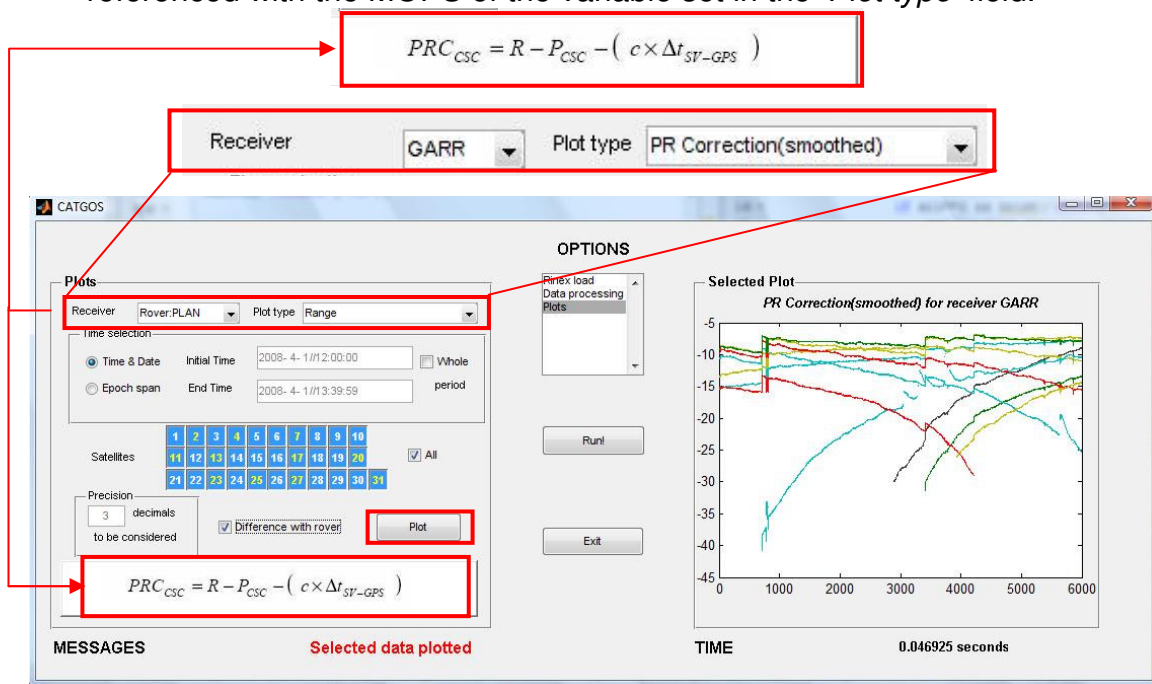 referenced with the MOPS of the variable set in the 'Plot type' field.
PRC_CSC = R − P_CSC − ( c × Δt_SV−GPS )
Receiver GARR Plot type PR Correction(smoothed)
CATGOS
OPTIONS
Plots
Receiver Rover:PLAN Plot type Range
Time selection
Time & Date Initial Time 2008- 4- 1//12:00:00 Whole
period
Epoch span End Time 2008- 4- 1//13:39:59
Satellites
1 2 3 4 5 6 7 8 9 10
11 12 13 14 15 16 17 18 19 20
21 22 23 24 25 26 27 28 29 30 31
All
Precision
3 decimals
to be considered
Difference with rover
Plot
PRC_CSC = R − P_CSC − ( c × Δt_SV−GPS )
Rinex load
Data processing
Plots
Run!
Exit
Selected Plot
PR Correction(smoothed) for receiver GARR
-5
-10
-15
-20
-25
-30
-35
-40
-45
0 1000 2000 3000 4000 5000 6000
MESSAGES Selected data plotted TIME 0.046925 seconds